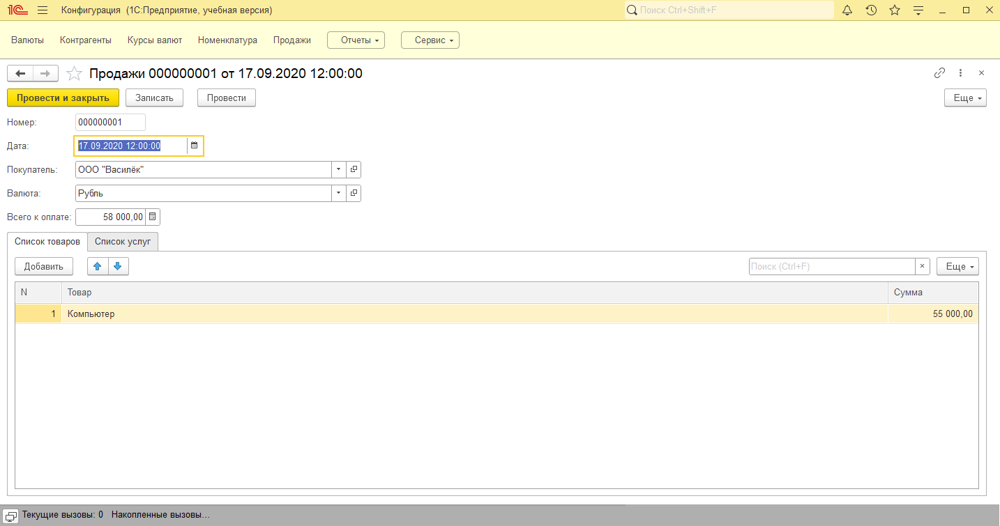 1С Конфигурация (1С:Предприятие, учебная версия) Поиск Ctrl+Shift+F
Валюты Контрагенты Курсы валют Номенклатура Продажи Отчеты Сервис
Продажи 000000001 от 17.09.2020 12:00:00
Провести и закрыть Записать Провести Еще
Номер: 000000001
Дата: 17.09.2020 12:00:00
Покупатель: ООО "Василёк"
Валюта: Рубль
Всего к оплате: 58 000,00
Список товаров Список услуг
Добавить Поиск (Ctrl+F) × Еще
N Товар Сумма
1 Компьютер 55 000,00
Текущие вызовы: 0 Накопленные вызовы...